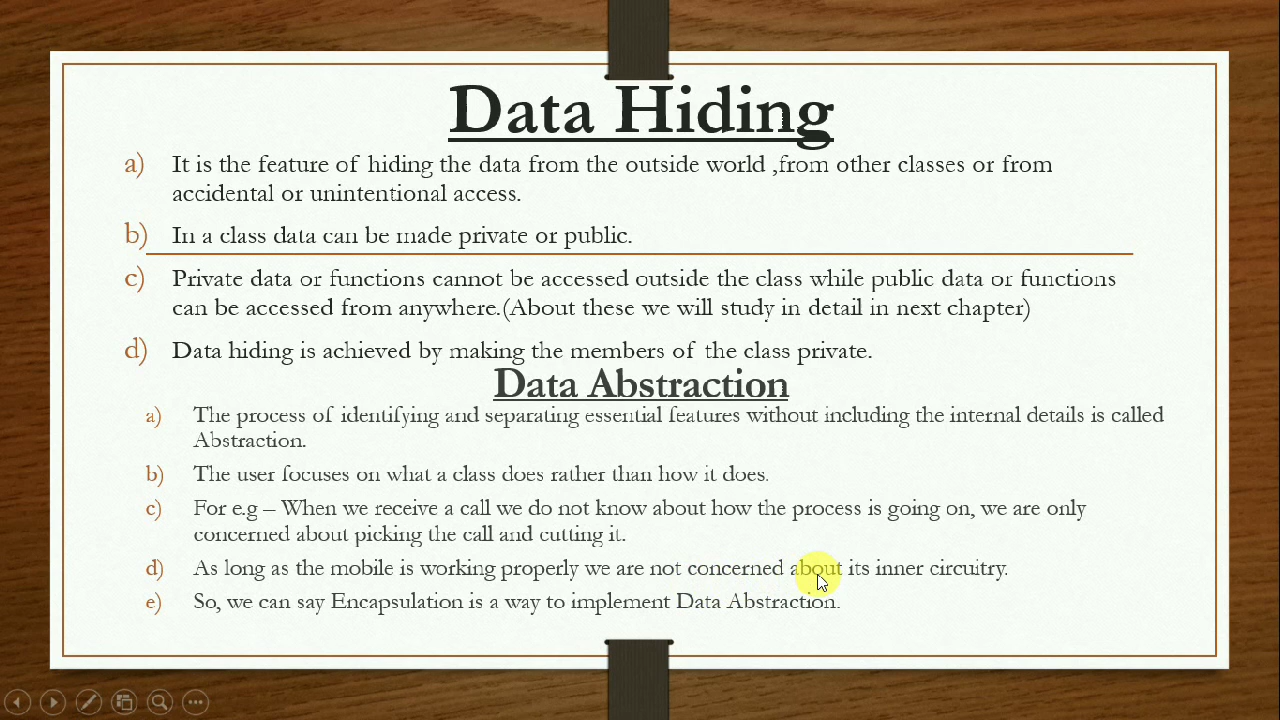 Data Hiding
a) It is the feature of hiding the data from the outside world ,from other classes or from
accidental or unintentional access.
b) In a class data can be made private or public.
c) Private data or functions cannot be accessed outside the class while public data or functions
can be accessed from anywhere.(About these we will study in detail in next chapter)
d) Data hiding is achieved by making the members of the class private.
Data Abstraction
a) The process of identifying and separating essential features without including the internal details is called
Abstraction.
b) The user focuses on what a class does rather than how it does.
c) For e.g – When we receive a call we do not know about how the process is going on, we are only
concerned about picking the call and cutting it.
d) As long as the mobile is working properly we are not concerned about its inner circuitry.
e) So, we can say Encapsulation is a way to implement Data Abstraction.